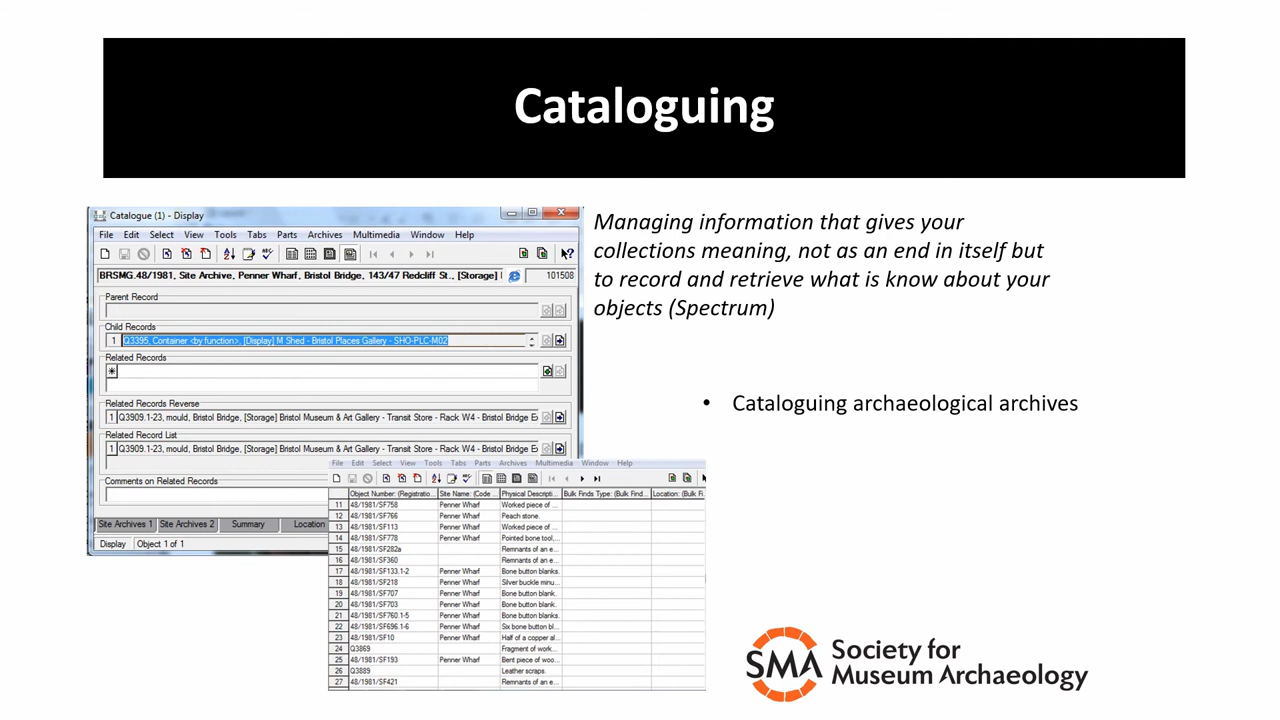 Cataloguing
Catalogue (1) - Display
File Edit Select View Tools Tabs Parts Archives Multimedia Window Help
BRSMG.48/1981, Site Archive, Penner Wharf, Bristol Bridge, 143/47 Redcliff St., [Storage] 101508
Parent Record
Child Records
1 Q3395, Container <by function>, [Display] M Shed - Bristol Places Gallery - SHO-PLC-M02
Related Records
Related Records Reverse
1 Q3909.1-23, mould, Bristol Bridge, [Storage] Bristol Museum & Art Gallery - Transit Store - Rack W4 - Bristol Bridge
Related Record List
1 Q3909.1-23, mould, Bristol Bridge, [Storage] Bristol Museum & Art Gallery - Transit Store - Rack W4 - Bristol Bridge
Comments on Related Records
Site Archives 1 Site Archives 2 Summary Location
Display Object 1 of 1
Managing information that gives your
collections meaning, not as an end in itself but
to record and retrieve what is know about your
objects (Spectrum)
• Cataloguing archaeological archives
File Edit Select View Tools Tabs Parts Archives Multimedia Window Help
Object Number: (Registratio... Site Name: (Code ... Physical Descripti... Bulk Finds Type: (Bulk Find... Location: (Bulk Fi
11 48/1981/SF758 Penner Wharf Worked piece of ...
12 48/1981/SF766 Penner Wharf Peach stone.
13 48/1981/SF113 Penner Wharf Worked piece of ...
14 48/1981/SF778 Penner Wharf Pointed bone tool,...
15 48/1981/SF282a Remnants of an e...
16 48/1981/SF360 Remnants of an e...
17 48/1981/SF133.1-2 Penner Wharf Bone button blanks.
18 48/1981/SF218 Penner Wharf Silver buckle minu...
19 48/1981/SF707 Penner Wharf Bone button blank.
20 48/1981/SF703 Penner Wharf Bone button blank.
21 48/1981/SF760.1-5 Penner Wharf Bone button blanks.
22 48/1981/SF696.1-6 Penner Wharf Six bone button bl...
23 48/1981/SF10 Penner Wharf Half of a copper al...
24 Q3869 Fragment of work...
25 48/1981/SF193 Penner Wharf Bent piece of woo...
26 Q3889 Leather scraps.
27 48/1981/SF421 Remnants of an e...
SMA Society for
Museum Archaeology